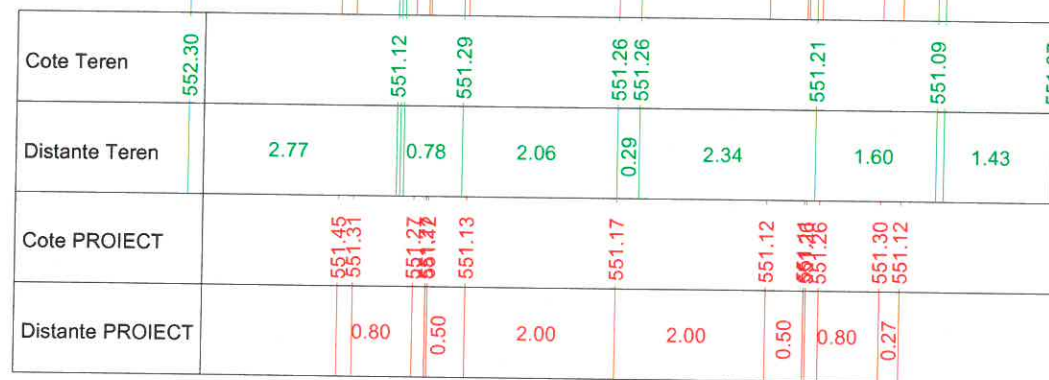 Cote Teren 552.30 551.12 551.29 551.26 551.26 551.21 551.09
Distante Teren 2.77 0.78 2.06 0.29 2.34 1.60 1.43
Cote PROIECT 551.45 551.31 551.27 551.13 551.17 551.12 551.26 551.30 551.12
Distante PROIECT 0.80 0.50 2.00 2.00 0.50 0.80 0.27